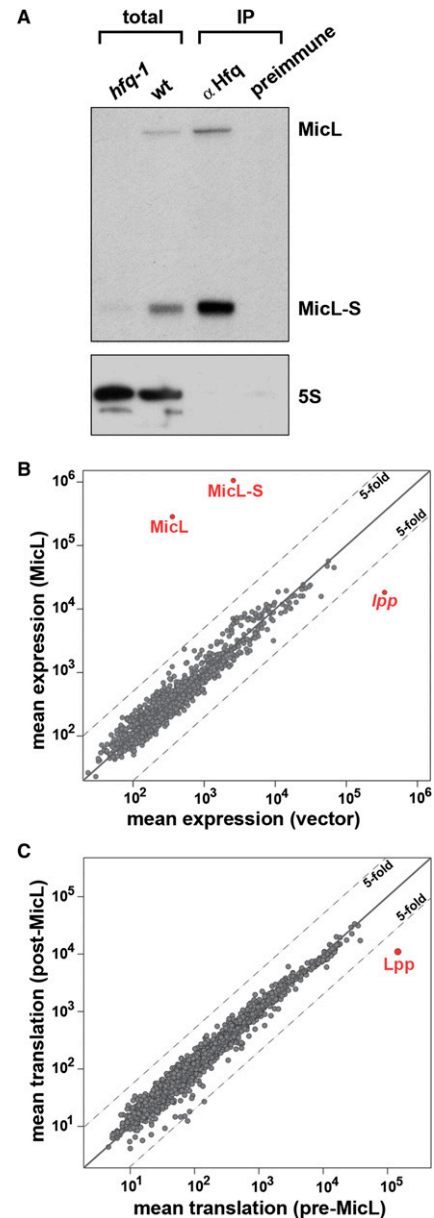 A
total IP
hfq-1 wt α Hfq preimmune
MicL
MicL-S
5S
B
10⁶
10⁵
10⁴
10³
10²
mean expression (MicL)
MicL-S
MicL
lpp
5-fold
5-fold
10² 10³ 10⁴ 10⁵ 10⁶
mean expression (vector)
C
10⁵
10⁴
10³
10²
10¹
mean translation (post-MicL)
5-fold
5-fold
Lpp
10¹ 10² 10³ 10⁴ 10⁵
mean translation (pre-MicL)